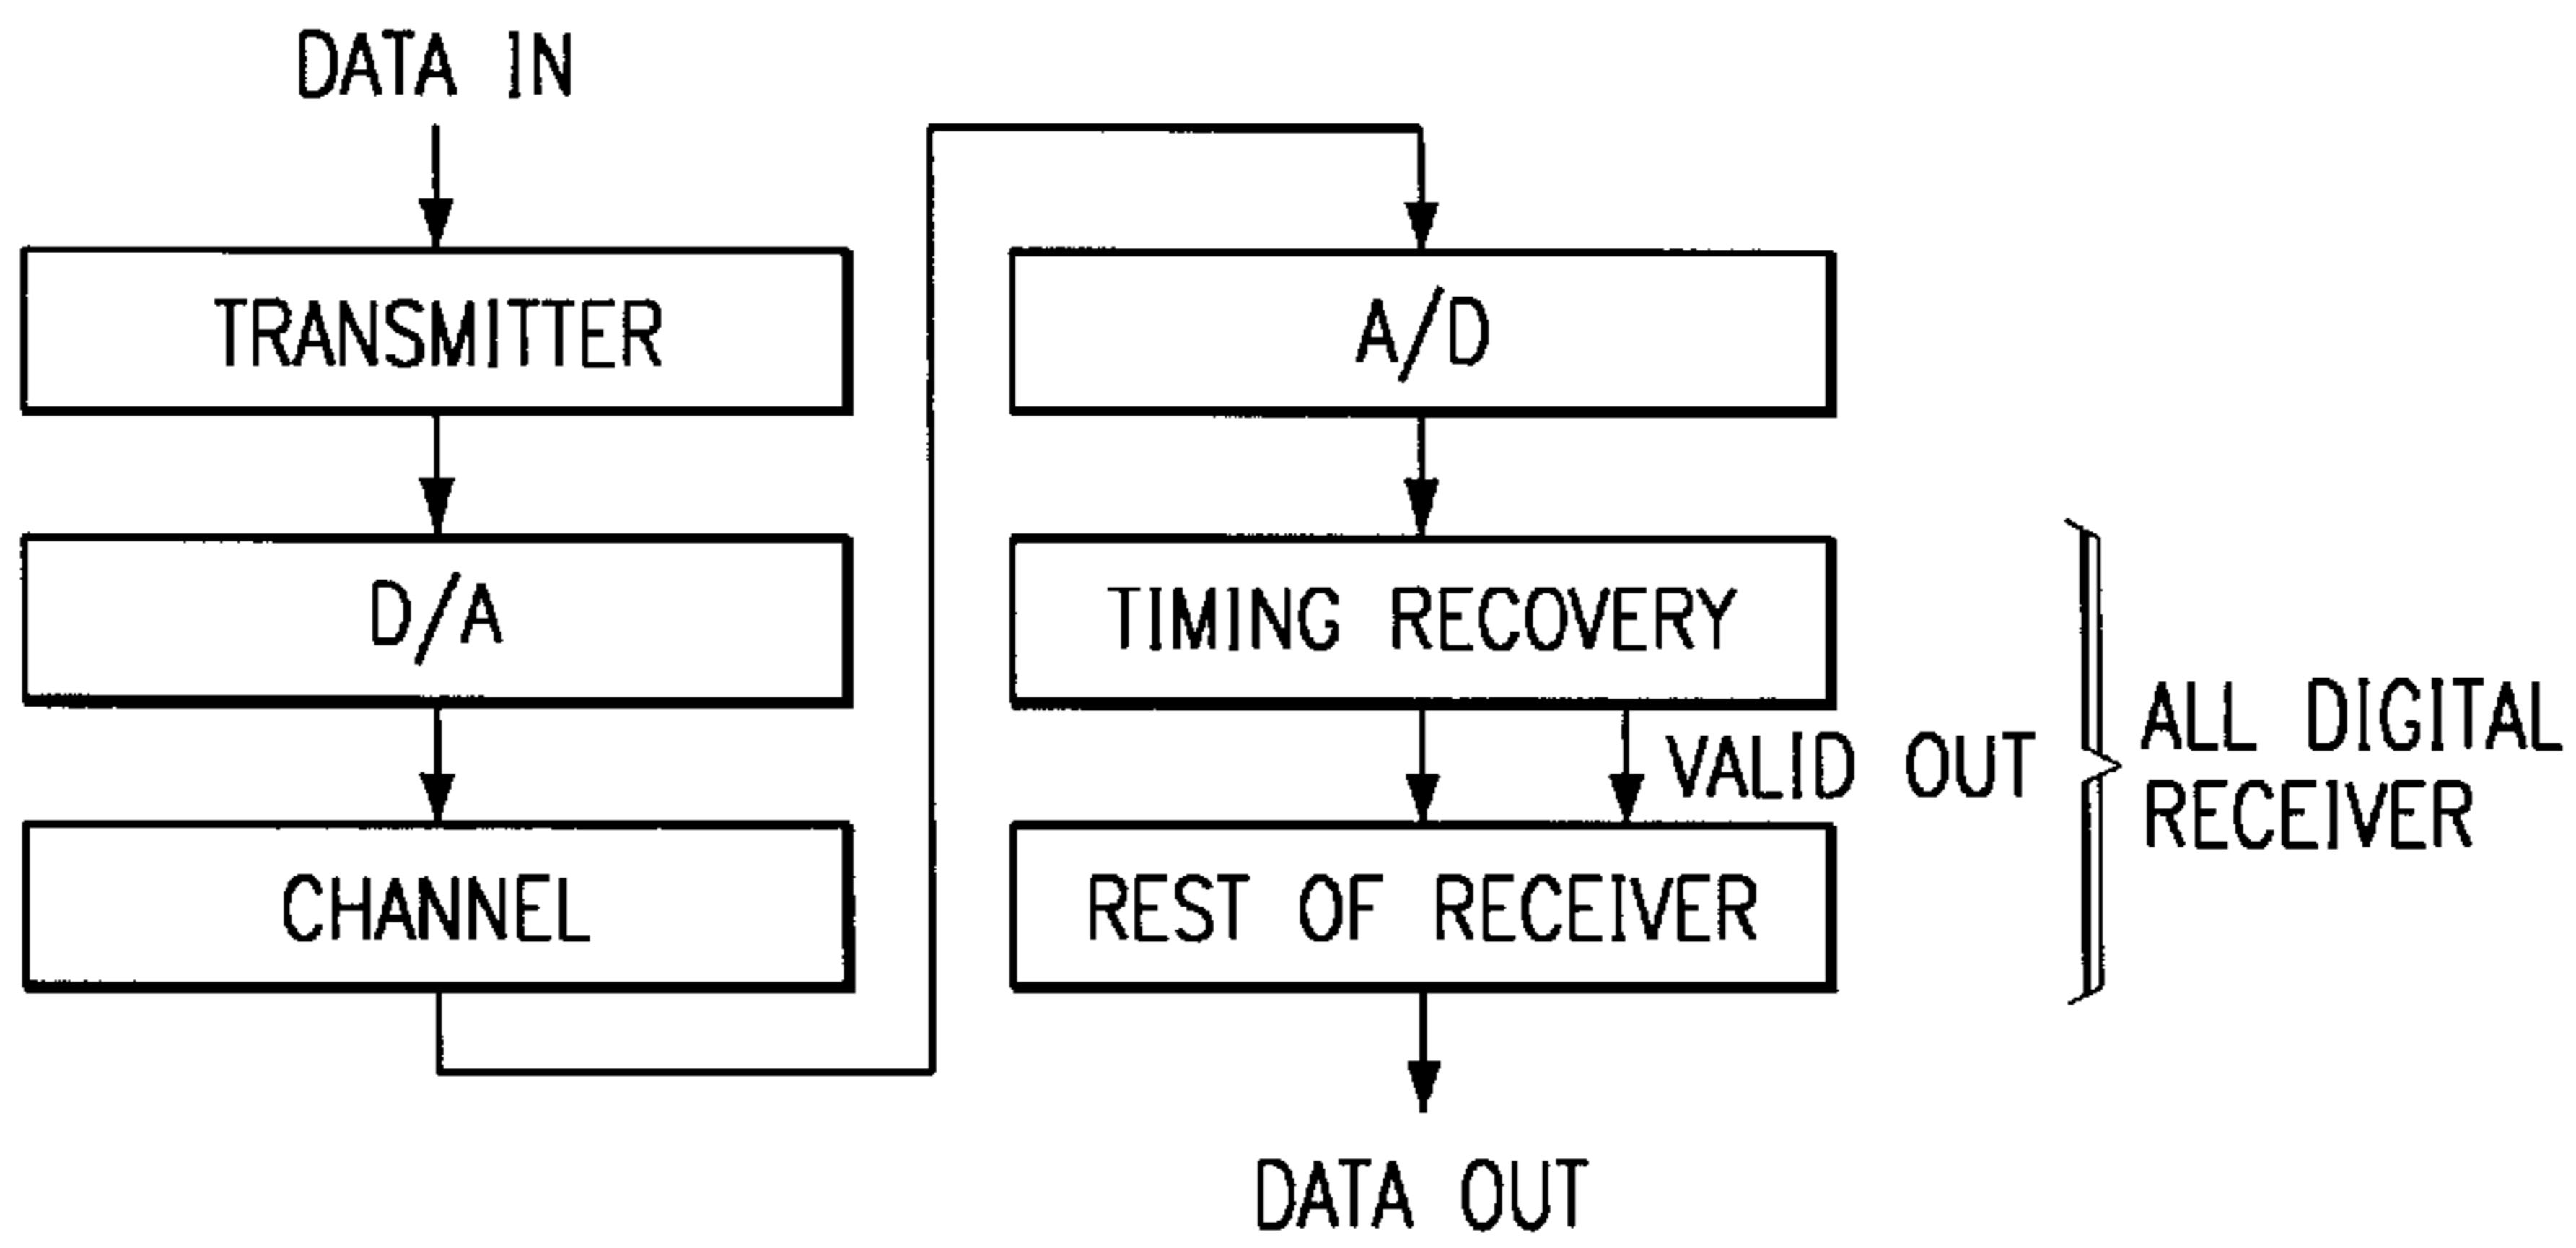 DATA IN
TRANSMITTER
D/A
CHANNEL
A/D
TIMING RECOVERY
VALID OUT
REST OF RECEIVER
DATA OUT
ALL DIGITAL
RECEIVER